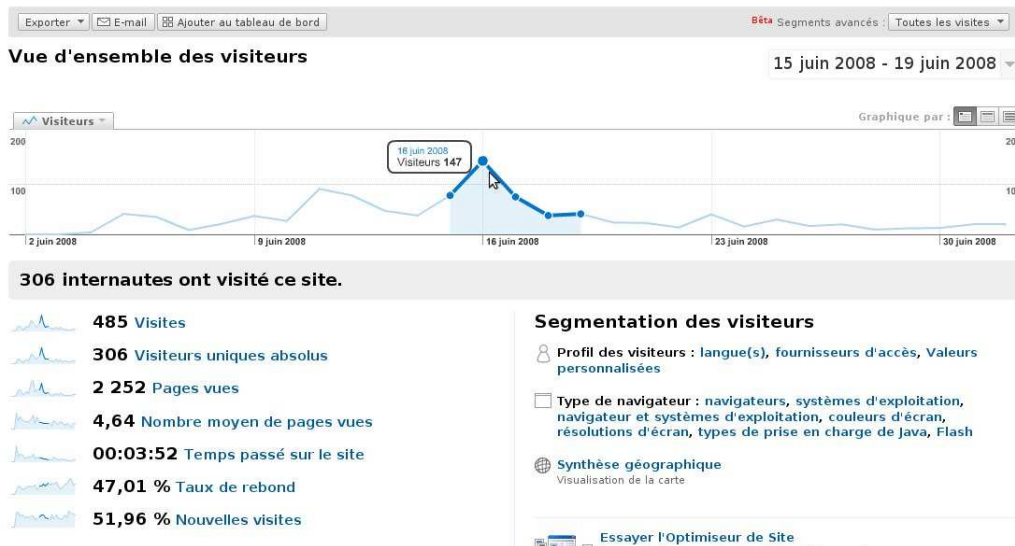 Exporter E-mail Ajouter au tableau de bord Bêta Segments avancés : Toutes les visites
Vue d'ensemble des visiteurs
15 juin 2008 - 19 juin 2008
Visiteurs Graphique par :
200 20
16 juin 2008
Visiteurs 147
100 10
2 juin 2008 9 juin 2008 16 juin 2008 23 juin 2008 30 juin 2008
306 internautes ont visité ce site.
485 Visites
306 Visiteurs uniques absolus
2 252 Pages vues
4,64 Nombre moyen de pages vues
00:03:52 Temps passé sur le site
47,01 % Taux de rebond
51,96 % Nouvelles visites
Segmentation des visiteurs
Profil des visiteurs : langue(s), fournisseurs d'accès, Valeurs
personnalisées
Type de navigateur : navigateurs, systèmes d'exploitation,
navigateur et systèmes d'exploitation, couleurs d'écran,
résolutions d'écran, types de prise en charge de Java, Flash
Synthèse géographique
Visualisation de la carte
Essayer l'Optimiseur de Site